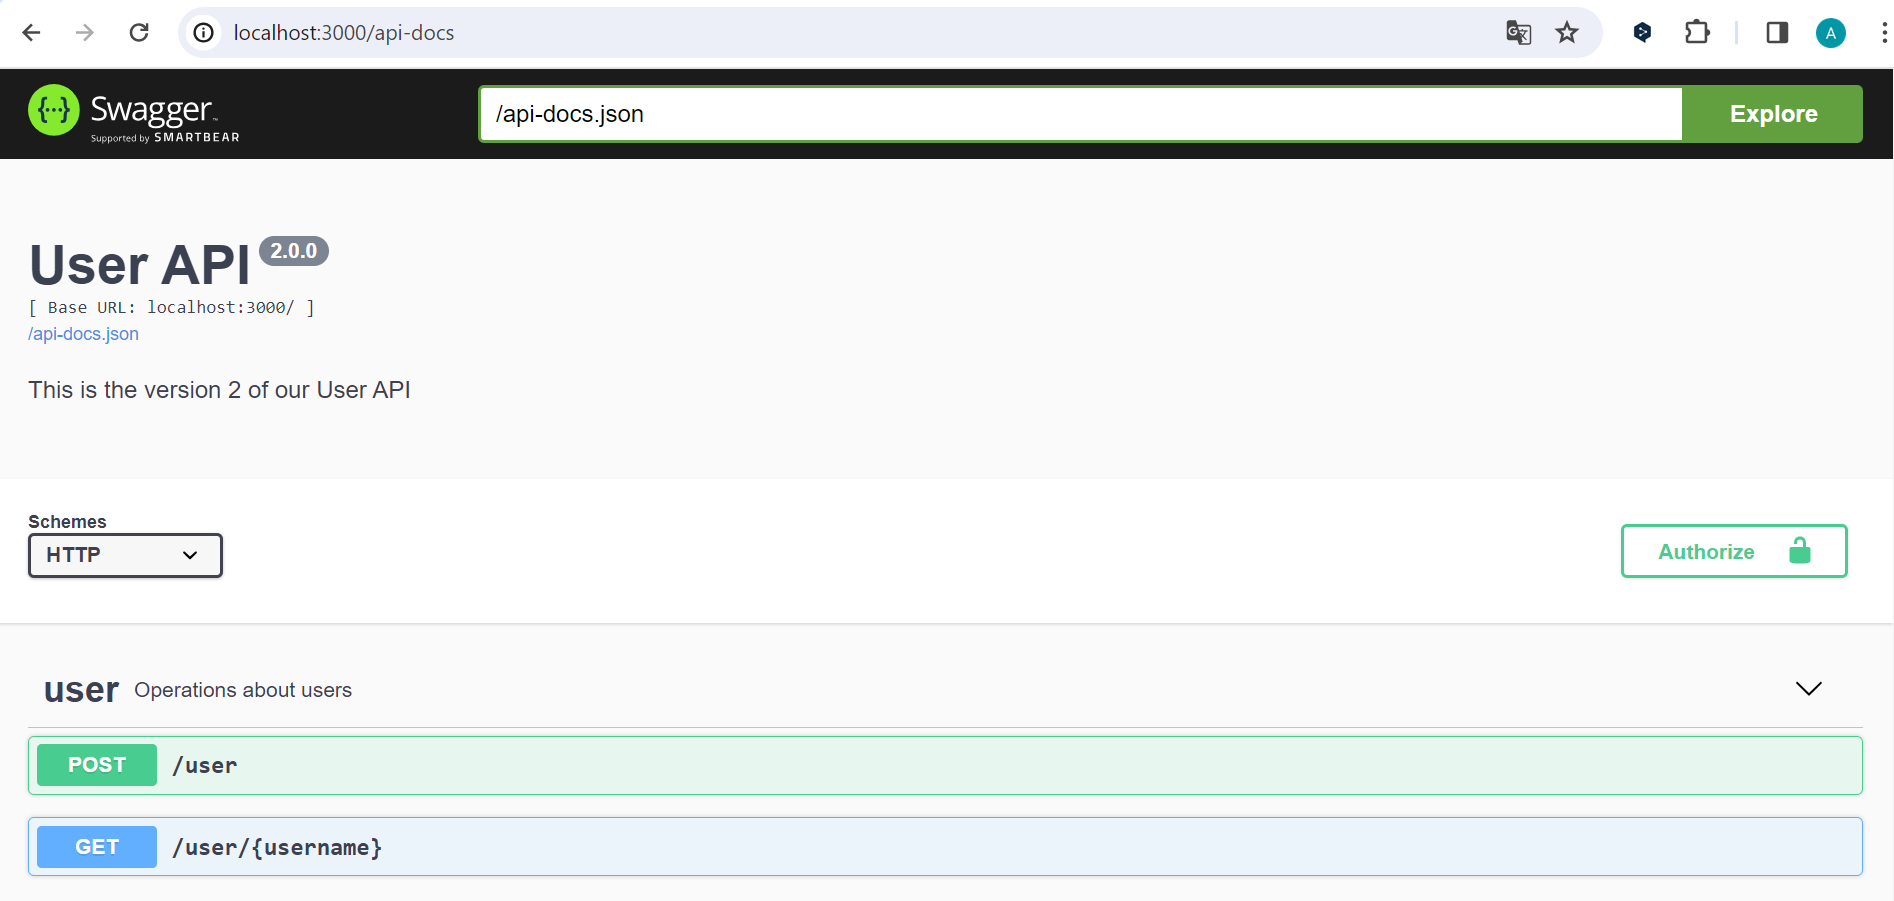 localhost:3000/api-docs
A
{···} Swagger™
Supported by SMARTBEAR
/api-docs.json
Explore
User API 2.0.0
[ Base URL: localhost:3000/ ]
/api-docs.json
This is the version 2 of our User API
Schemes
HTTP
Authorize
user Operations about users
POST /user
GET /user/{username}